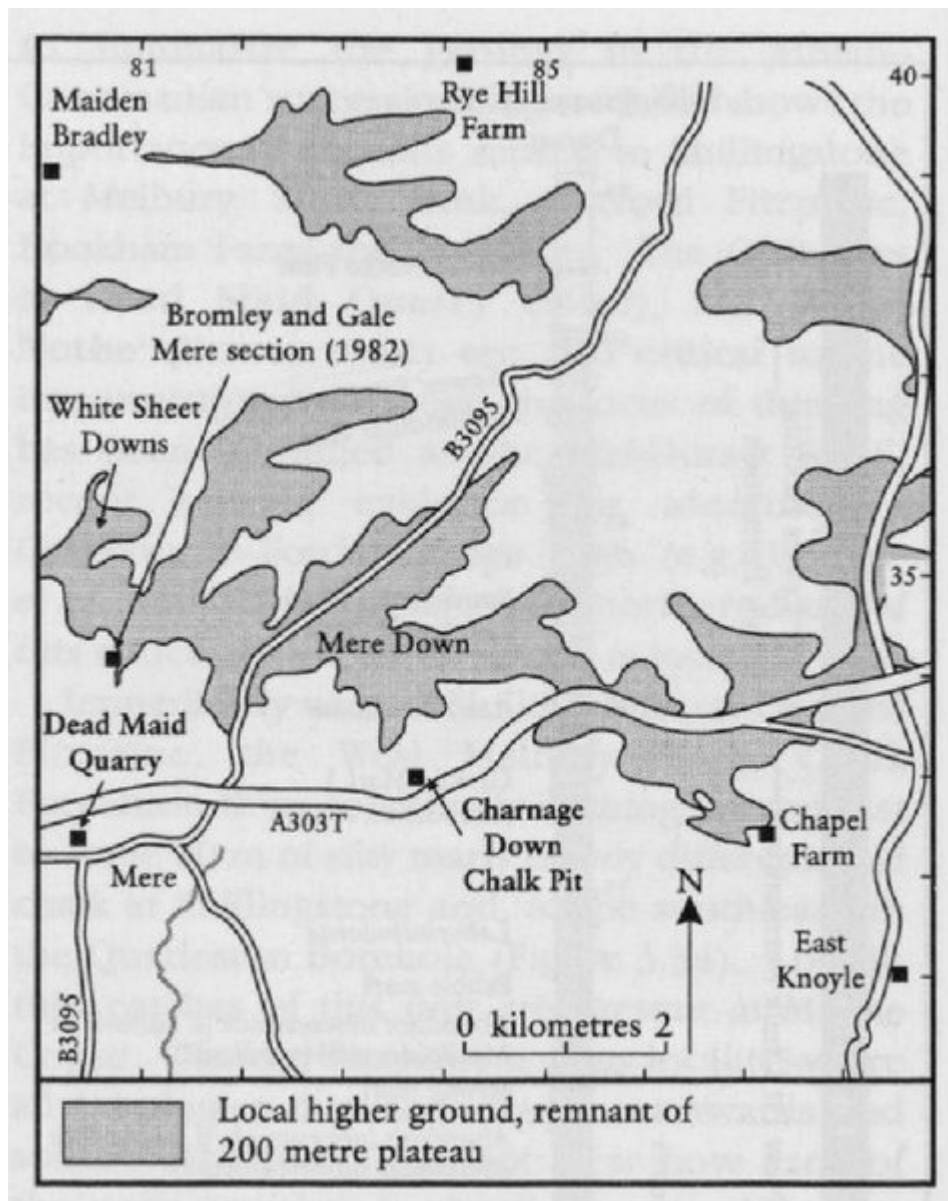 81
85
40
Maiden
Bradley
Rye Hill
Farm
Bromley and Gale
Mere section (1982)
White Sheet
Downs
B3095
35
Mere Down
Dead Maid
Quarry
A303T
Charnage
Down
Chalk Pit
Chapel
Farm
Mere
N
East
Knoyle
B3095
0 kilometres 2
Local higher ground, remnant of
200 metre plateau